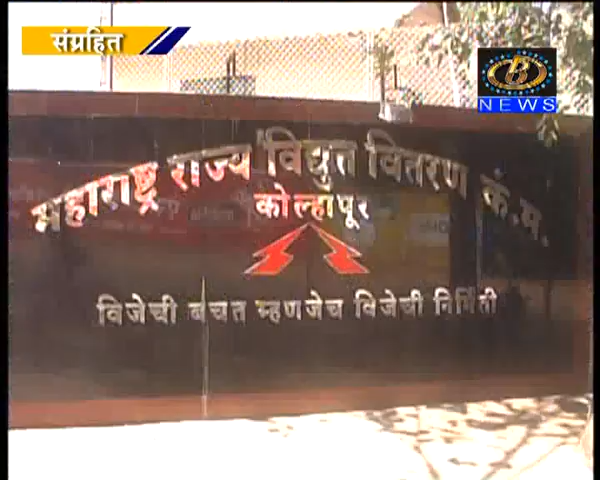 संग्रहित
B
NEWS
महाराष्ट्र राज्य विद्युत वितरण कं.म.
कोल्हापूर
विजेची बचत म्हणजेच विजेची निर्मिती